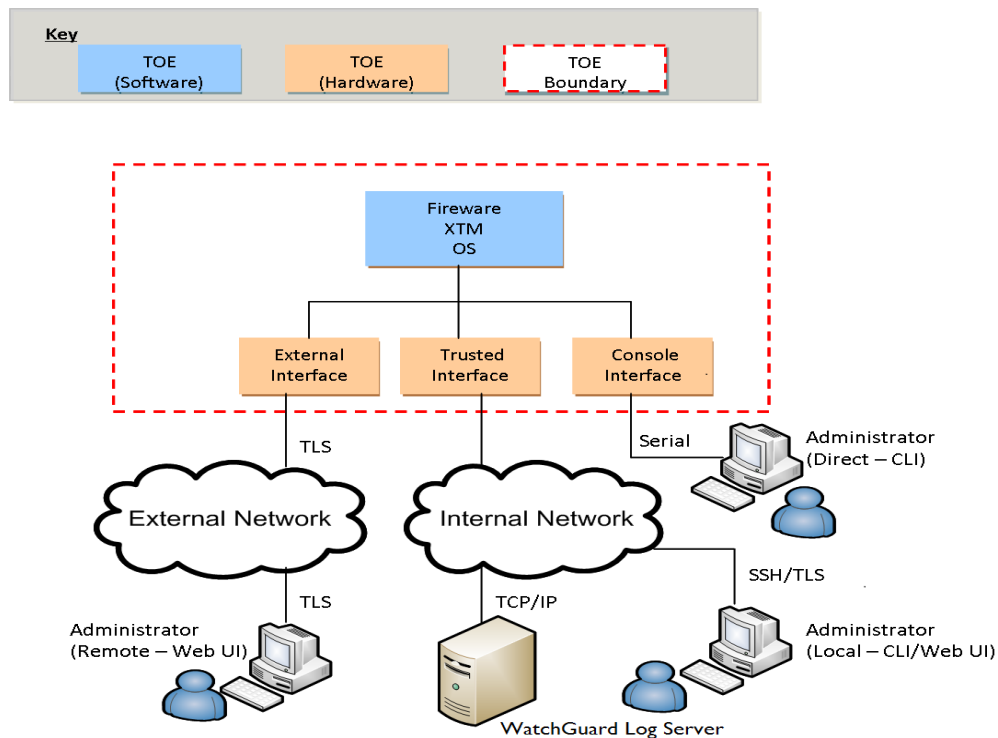 Key
TOE
(Software)
TOE
(Hardware)
TOE
Boundary
Fireware
XTM
OS
External
Interface
Trusted
Interface
Console
Interface
TLS
Serial
Administrator
(Direct – CLI)
External Network
Internal Network
TLS
TCP/IP
SSH/TLS
Administrator
(Remote – Web UI)
Administrator
(Local – CLI/Web UI)
WatchGuard Log Server